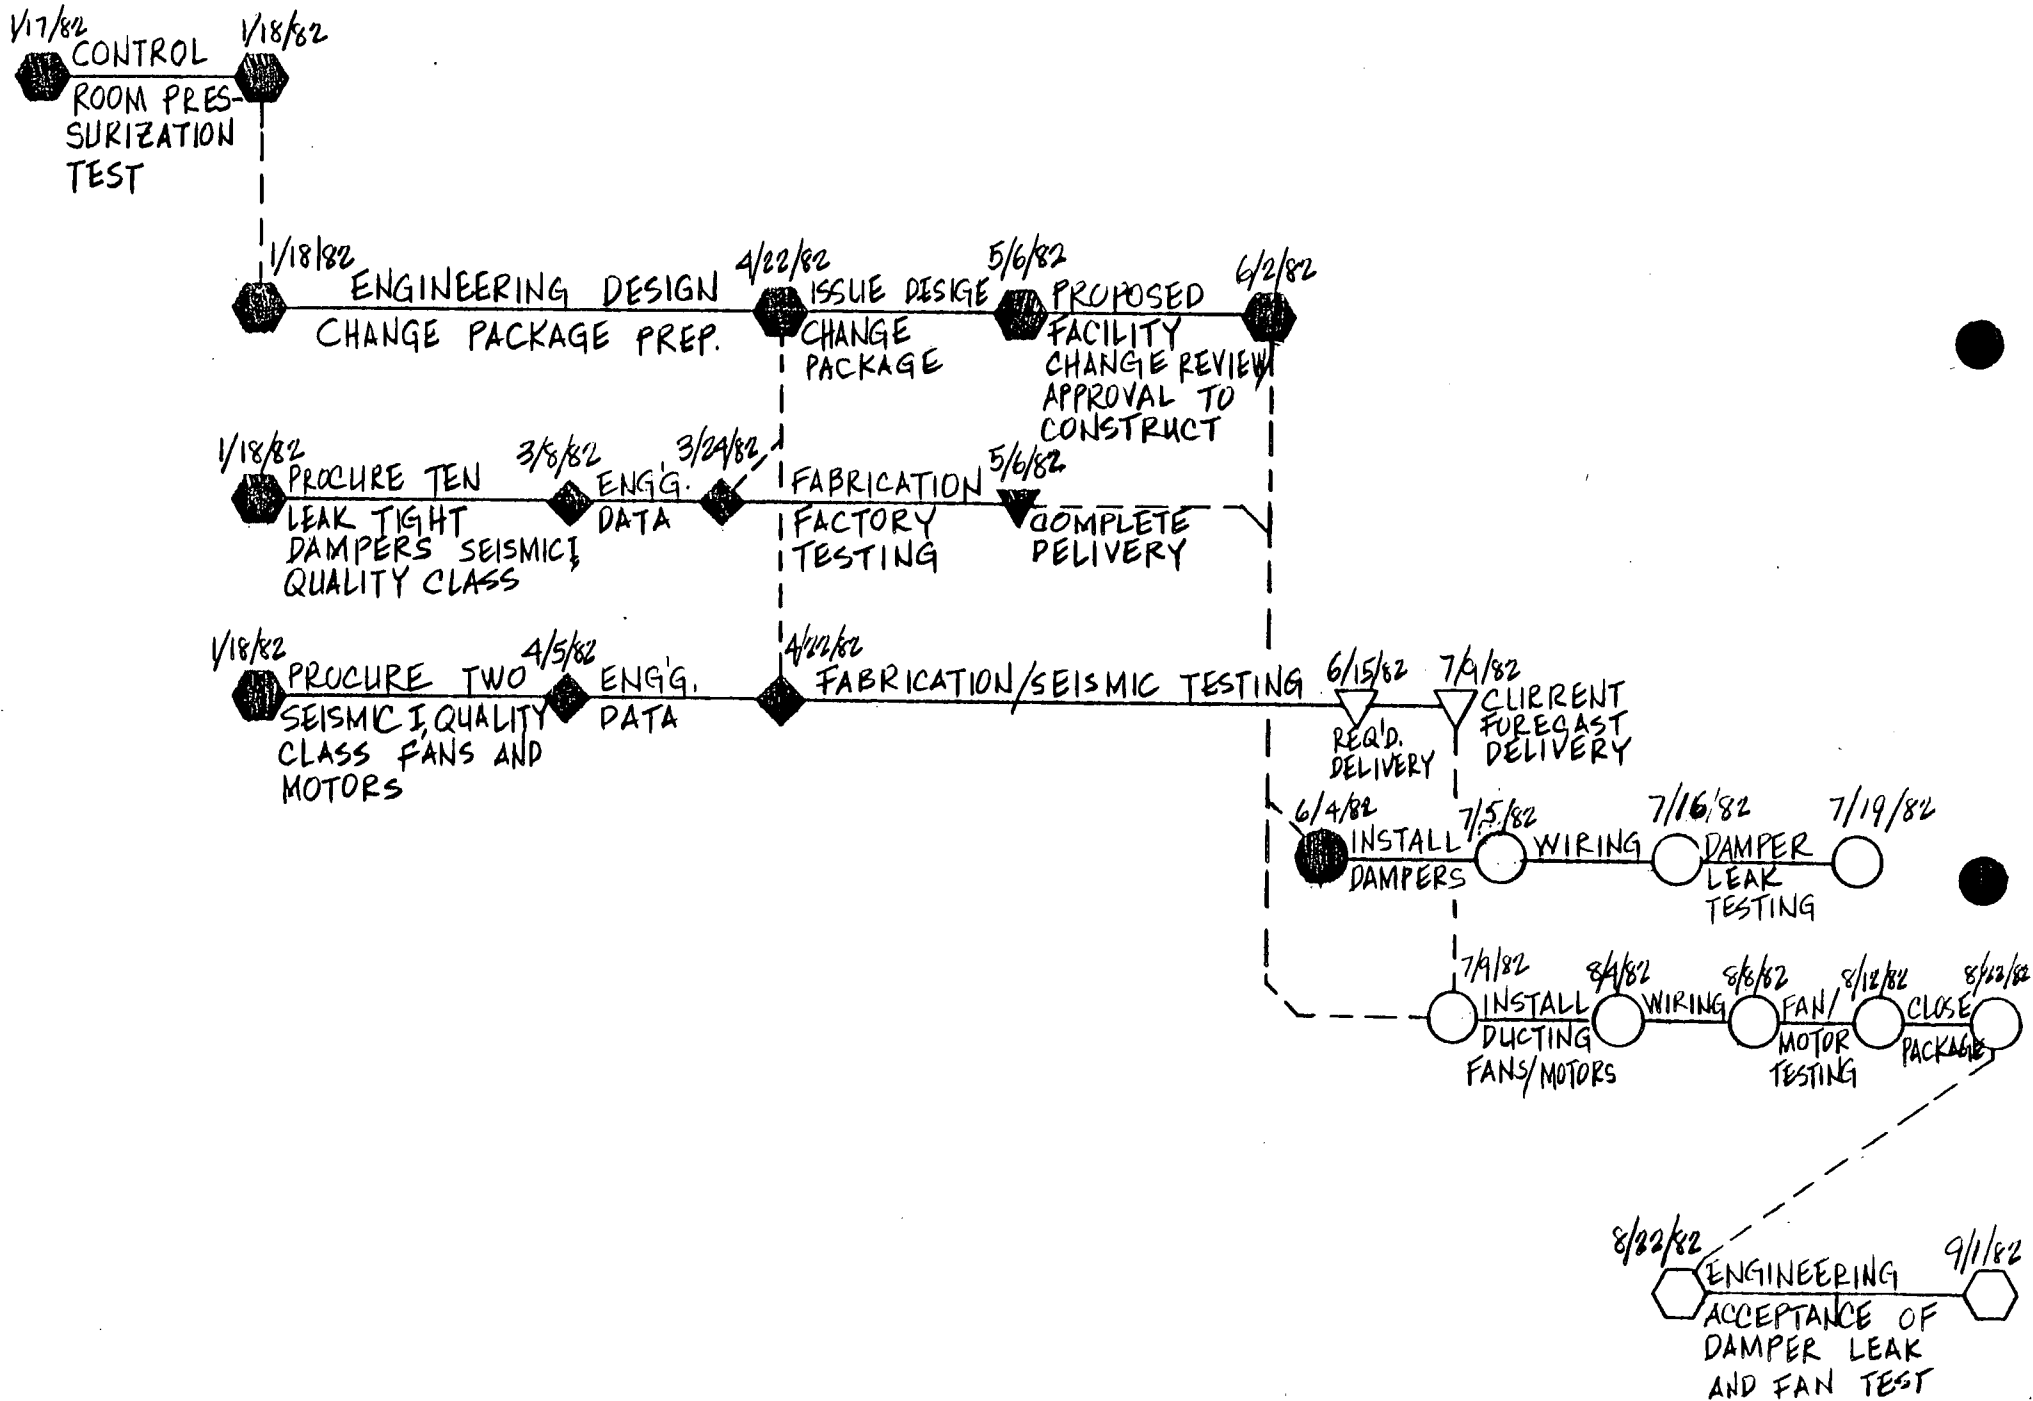 1/17/82
1/18/82
CONTROL
ROOM PRES-
SURIZATION
TEST
1/18/82
ENGINEERING DESIGN
CHANGE PACKAGE PREP.
4/22/82
ISSUE DESIGE
CHANGE
PACKAGE
5/6/82
PROPOSED
FACILITY
CHANGE REVIEW
APPROVAL TO
CONSTRUCT
6/2/82
1/18/82
PROCURE TEN
LEAK TIGHT
DAMPERS SEISMIC I,
QUALITY CLASS
3/8/82
ENG'G.
DATA
3/24/82
FABRICATION
FACTORY
TESTING
5/6/82
COMPLETE
DELIVERY
1/18/82
PROCURE TWO
SEISMIC I, QUALITY
CLASS FANS AND
MOTORS
4/5/82
ENG'G.
DATA
4/22/82
FABRICATION/SEISMIC TESTING
6/15/82
REQ'D.
DELIVERY
7/9/82
CURRENT
FORECAST
DELIVERY
6/4/82
INSTALL
DAMPERS
7/5/82
WIRING
7/16/82
DAMPER
LEAK
TESTING
7/19/82
7/9/82
INSTALL
DUCTING
FANS/MOTORS
8/4/82
WIRING
8/8/82
FAN/
MOTOR
TESTING
8/12/82
CLOSE
PACKAGE
8/22/82
ENGINEERING
ACCEPTANCE OF
DAMPER LEAK
AND FAN TEST
9/1/82